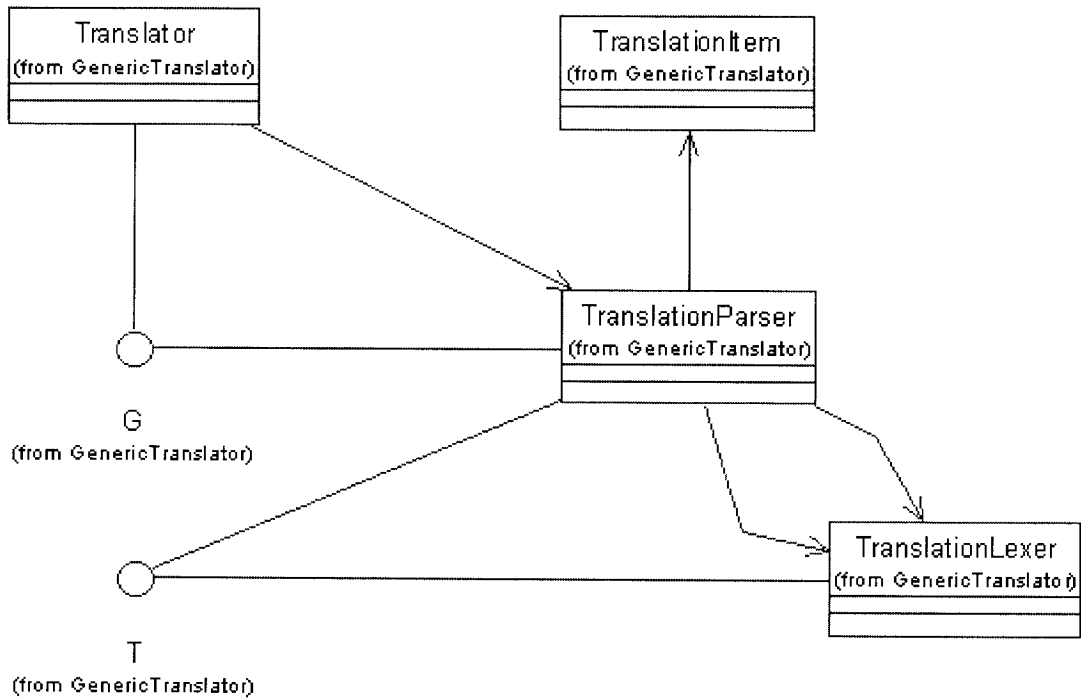 Translator
(from GenericTranslator)
TranslationItem
(from GenericTranslator)
TranslationParser
(from GenericTranslator)
G
(from GenericTranslator)
TranslationLexer
(from GenericTranslator)
T
(from GenericTranslator)